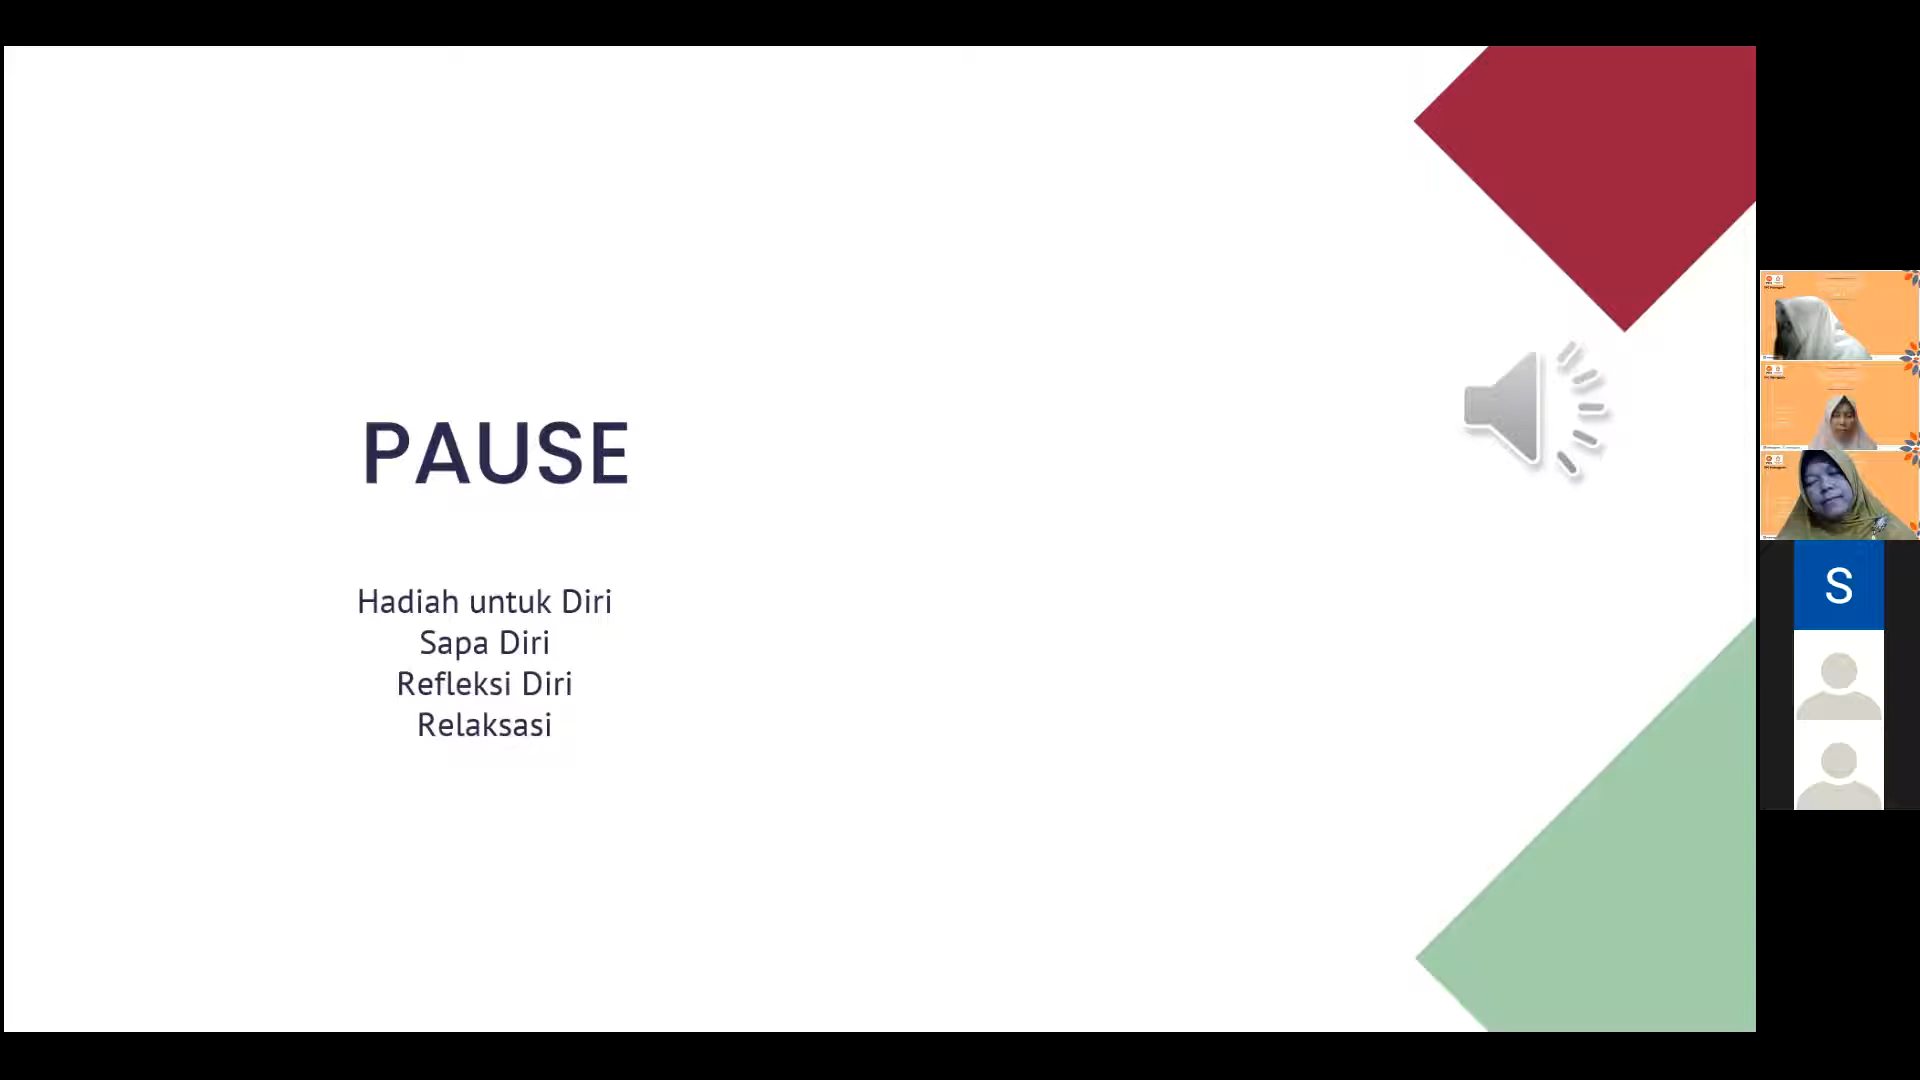 PAUSE
Hadiah untuk Diri
Sapa Diri
Refleksi Diri
Relaksasi
S